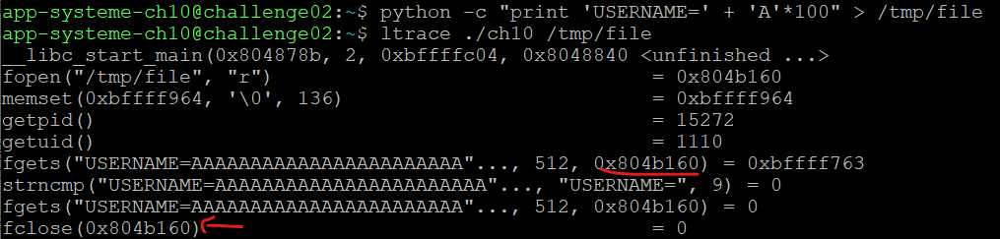 app-systeme-ch10@challenge02:~$ python -c "print 'USERNAME=' + 'A'*100" > /tmp/file
app-systeme-ch10@challenge02:~$ ltrace ./ch10 /tmp/file
__libc_start_main(0x804878b, 2, 0xbffffc04, 0x8048840 <unfinished ...>
fopen("/tmp/file", "r") = 0x804b160
memset(0xbffff964, '\0', 136) = 0xbffff964
getpid() = 15272
getuid() = 1110
fgets("USERNAME=AAAAAAAAAAAAAAAAAAAAAAA"..., 512, 0x804b160) = 0xbffff763
strncmp("USERNAME=AAAAAAAAAAAAAAAAAAAAAAA"..., "USERNAME=", 9) = 0
fgets("USERNAME=AAAAAAAAAAAAAAAAAAAAAAA"..., 512, 0x804b160) = 0
fclose(0x804b160) = 0